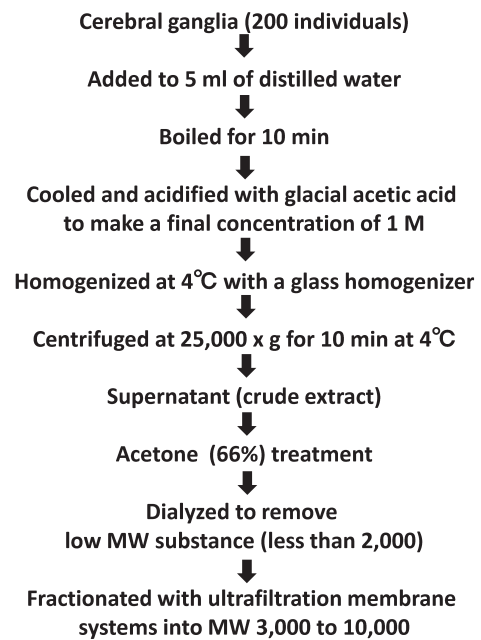 Cerebral ganglia (200 individuals)
Added to 5 ml of distilled water
Boiled for 10 min
Cooled and acidified with glacial acetic acid
to make a final concentration of 1 M
Homogenized at 4℃ with a glass homogenizer
Centrifuged at 25,000 x g for 10 min at 4℃
Supernatant (crude extract)
Acetone (66%) treatment
Dialyzed to remove
low MW substance (less than 2,000)
Fractionated with ultrafiltration membrane
systems into MW 3,000 to 10,000